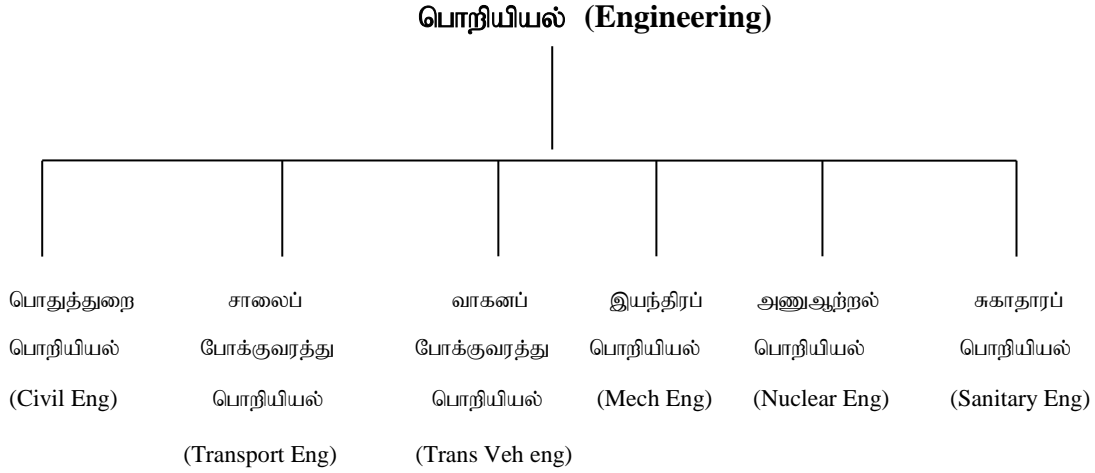 பொறியியல் (Engineering)
பொதுத்துறை
பொறியியல்
(Civil Eng)
சாலைப்
போக்குவரத்து
பொறியியல்
(Transport Eng)
வாகனப்
போக்குவரத்து
பொறியியல்
(Trans Veh eng)
இயந்திரப்
பொறியியல்
(Mech Eng)
அணுஆற்றல்
பொறியியல்
(Nuclear Eng)
சுகாதாரப்
பொறியியல்
(Sanitary Eng)